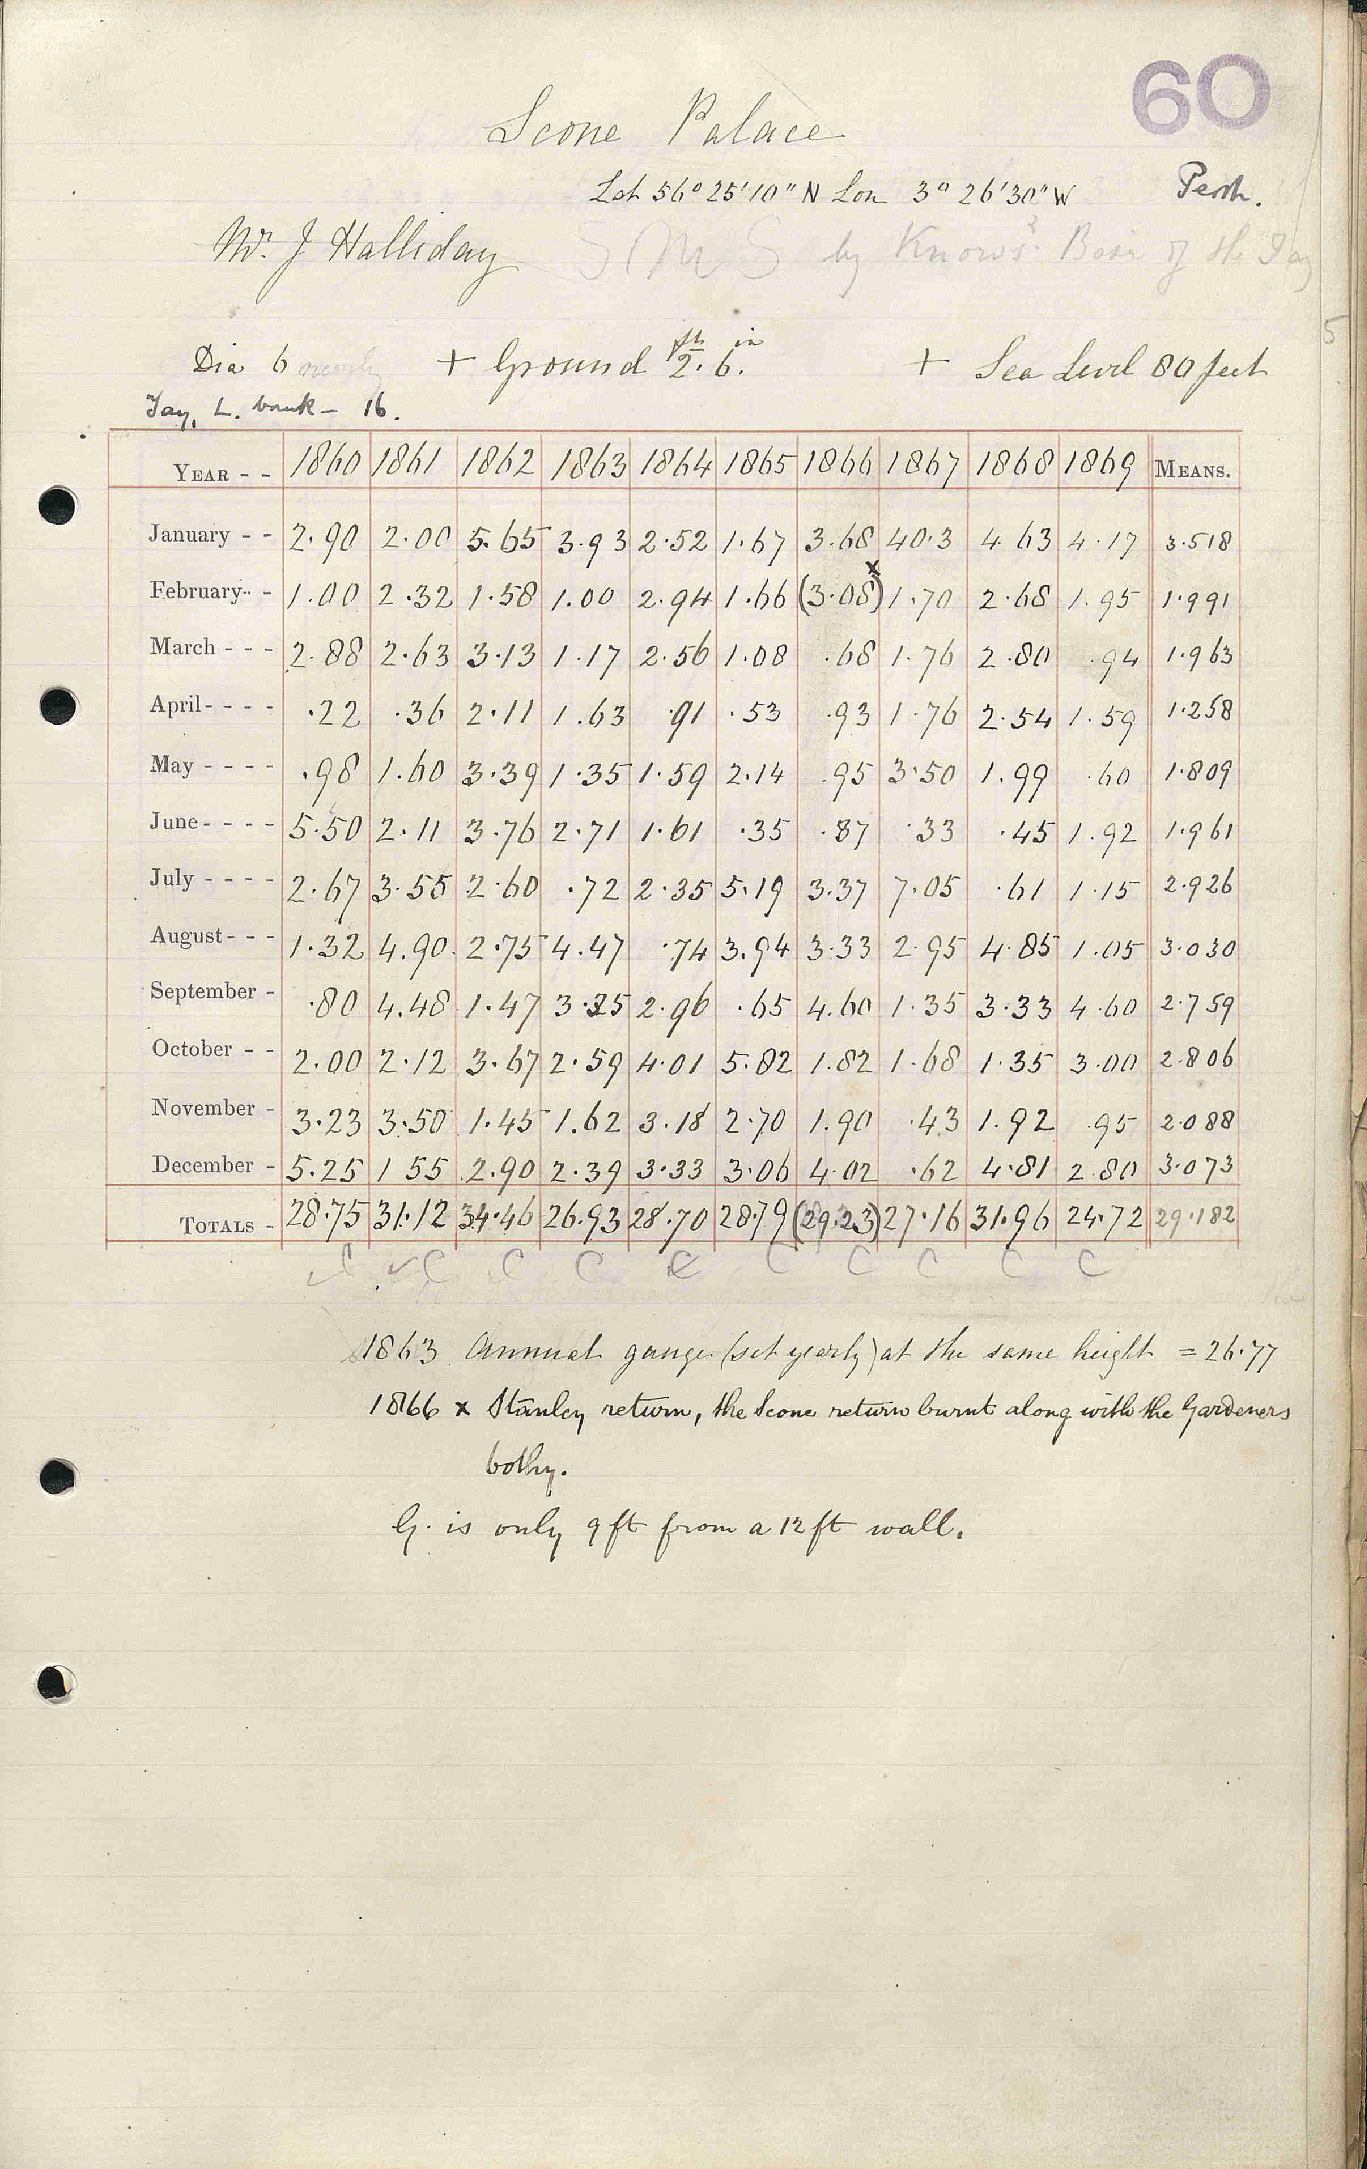 60
Scone Palace
Lat 56° 25' 10" N Lon 3° 26' 30" W Perth.
Mr. J Halliday S M S by Knows: Basin of the Tay
5
Dia 6 nearly + Ground 2 ft. 6 in. + Sea Level 80 feet
Tay, L. bank - 16.
YEAR - - 1860 1861 1862 1863 1864 1865 1866 1867 1868 1869 MEANS.
January - - 2.90 2.00 5.65 3.93 2.52 1.67 3.68 40.3 4 63 4.17 3.518
February - - 1.00 2.32 1.58 1.00 2.94 1.66 (3.08)x 1.70 2.68 1.95 1.991
March - - - 2.88 2.63 3.13 1.17 2.56 1.08 .68 1.76 2.80 .94 1.963
April - - - - .22 .36 2.11 1.63 .91 .53 .93 1.76 2.54 1.59 1.258
May - - - - .98 1.60 3.39 1.35 1.59 2.14 .95 3.50 1.99 .60 1.809
June - - - - 5.50 2.11 3.76 2.71 1.61 .35 .87 .33 .45 1.92 1.961
July - - - - 2.67 3.55 2.60 .72 2.35 5.19 3.37 7.05 .61 1.15 2.926
August - - - 1.32 4.90 2.75 4.47 .74 3.94 3.33 2.95 4.85 1.05 3.030
September - .80 4.48 1.47 3.35 2.96 .65 4.60 1.35 3.33 4.60 2.759
October - - 2.00 2.12 3.67 2.59 4.01 5.82 1.82 1.68 1.35 3.00 2.806
November - 3.23 3.50 1.45 1.62 3.18 2.70 1.90 .43 1.92 .95 2.088
December - 5.25 1 55 2.90 2.39 3.33 3.06 4.02 .62 4.81 2.80 3.073
TOTALS - 28.75 31.12 34.46 26.93 28.70 28.79 (29.23) 27.16 31.96 24.72 29.182
C C C C C C C C C C
1863 Annual gauge (set yearly) at the same height = 26.77
1866 x Stanley return, the Scone return burnt along with the Gardeners
bothy.
G. is only 9 ft from a 12 ft wall.